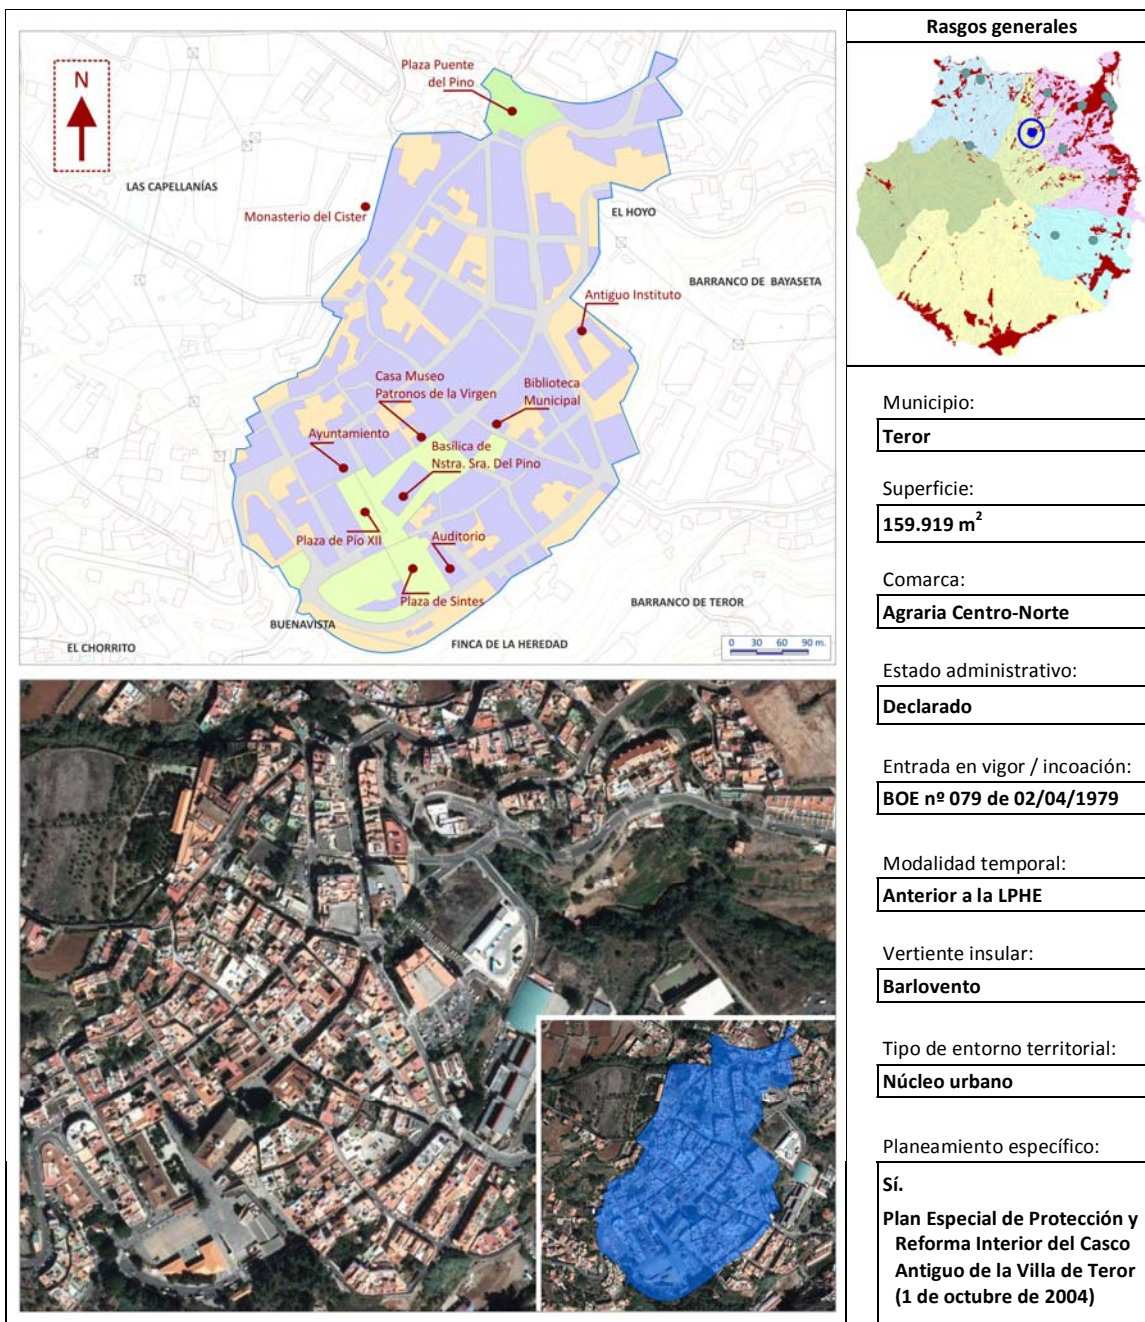 N
Plaza Puente
del Pino
LAS CAPELLANÍAS
Monasterio del Cister
EL HOYO
BARRANCO DE BAYASETA
Antiguo Instituto
Casa Museo
Patronos de la Virgen
Biblioteca
Municipal
Ayuntamiento
Basílica de
Nstra. Sra. Del Pino
Plaza de Pío XII
Auditorio
Plaza de Sintes
BUENAVISTA
BARRANCO DE TEROR
EL CHORRITO
FINCA DE LA HEREDAD
0 30 60 90 m.
Rasgos generales
Municipio:
Teror
Superficie:
159.919 m²
Comarca:
Agraria Centro-Norte
Estado administrativo:
Declarado
Entrada en vigor / incoación:
BOE nº 079 de 02/04/1979
Modalidad temporal:
Anterior a la LPHE
Vertiente insular:
Barlovento
Tipo de entorno territorial:
Núcleo urbano
Planeamiento específico:
Sí.
Plan Especial de Protección y
Reforma Interior del Casco
Antiguo de la Villa de Teror
(1 de octubre de 2004)